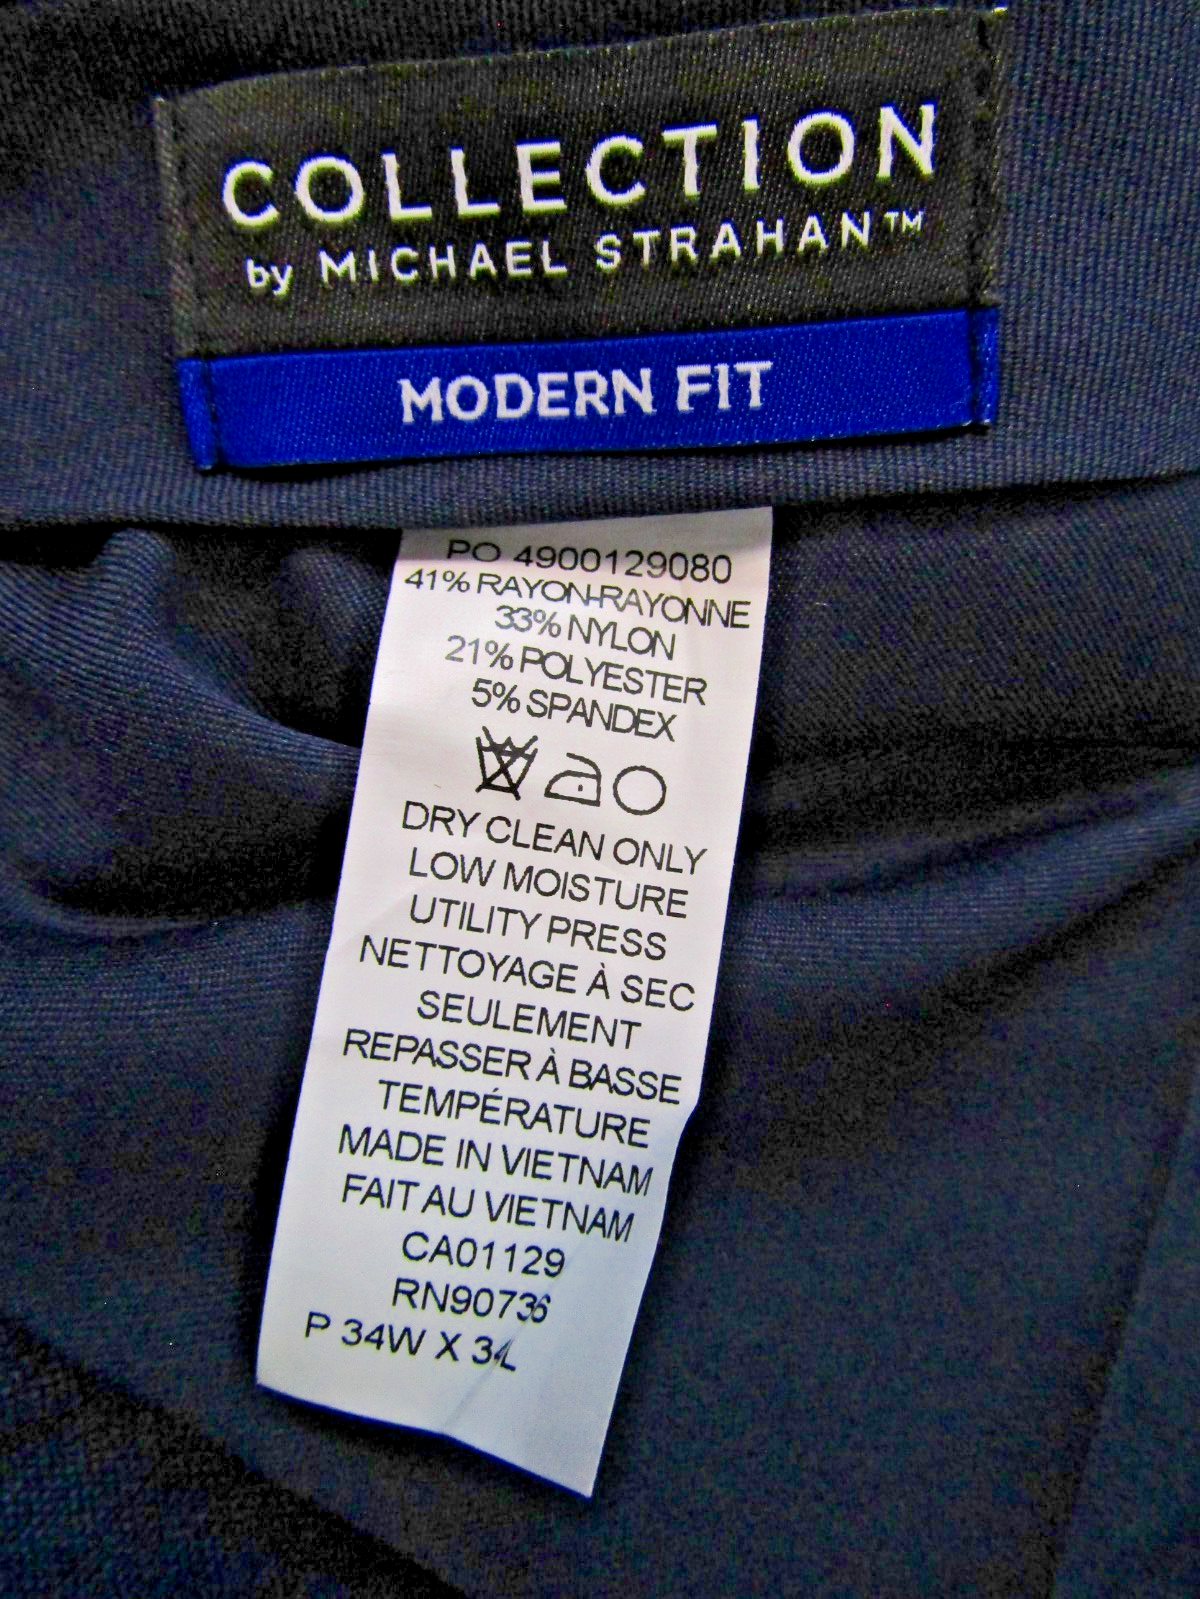 COLLECTION
by MICHAEL STRAHAN™
MODERN FIT
PO 4900129080
41% RAYON-RAYONNE
33% NYLON
21% POLYESTER
5% SPANDEX
DRY CLEAN ONLY
LOW MOISTURE
UTILITY PRESS
NETTOYAGE À SEC
SEULEMENT
REPASSER À BASSE
TEMPÉRATURE
MADE IN VIETNAM
FAIT AU VIETNAM
CA01129
RN90736
P 34W X 34L